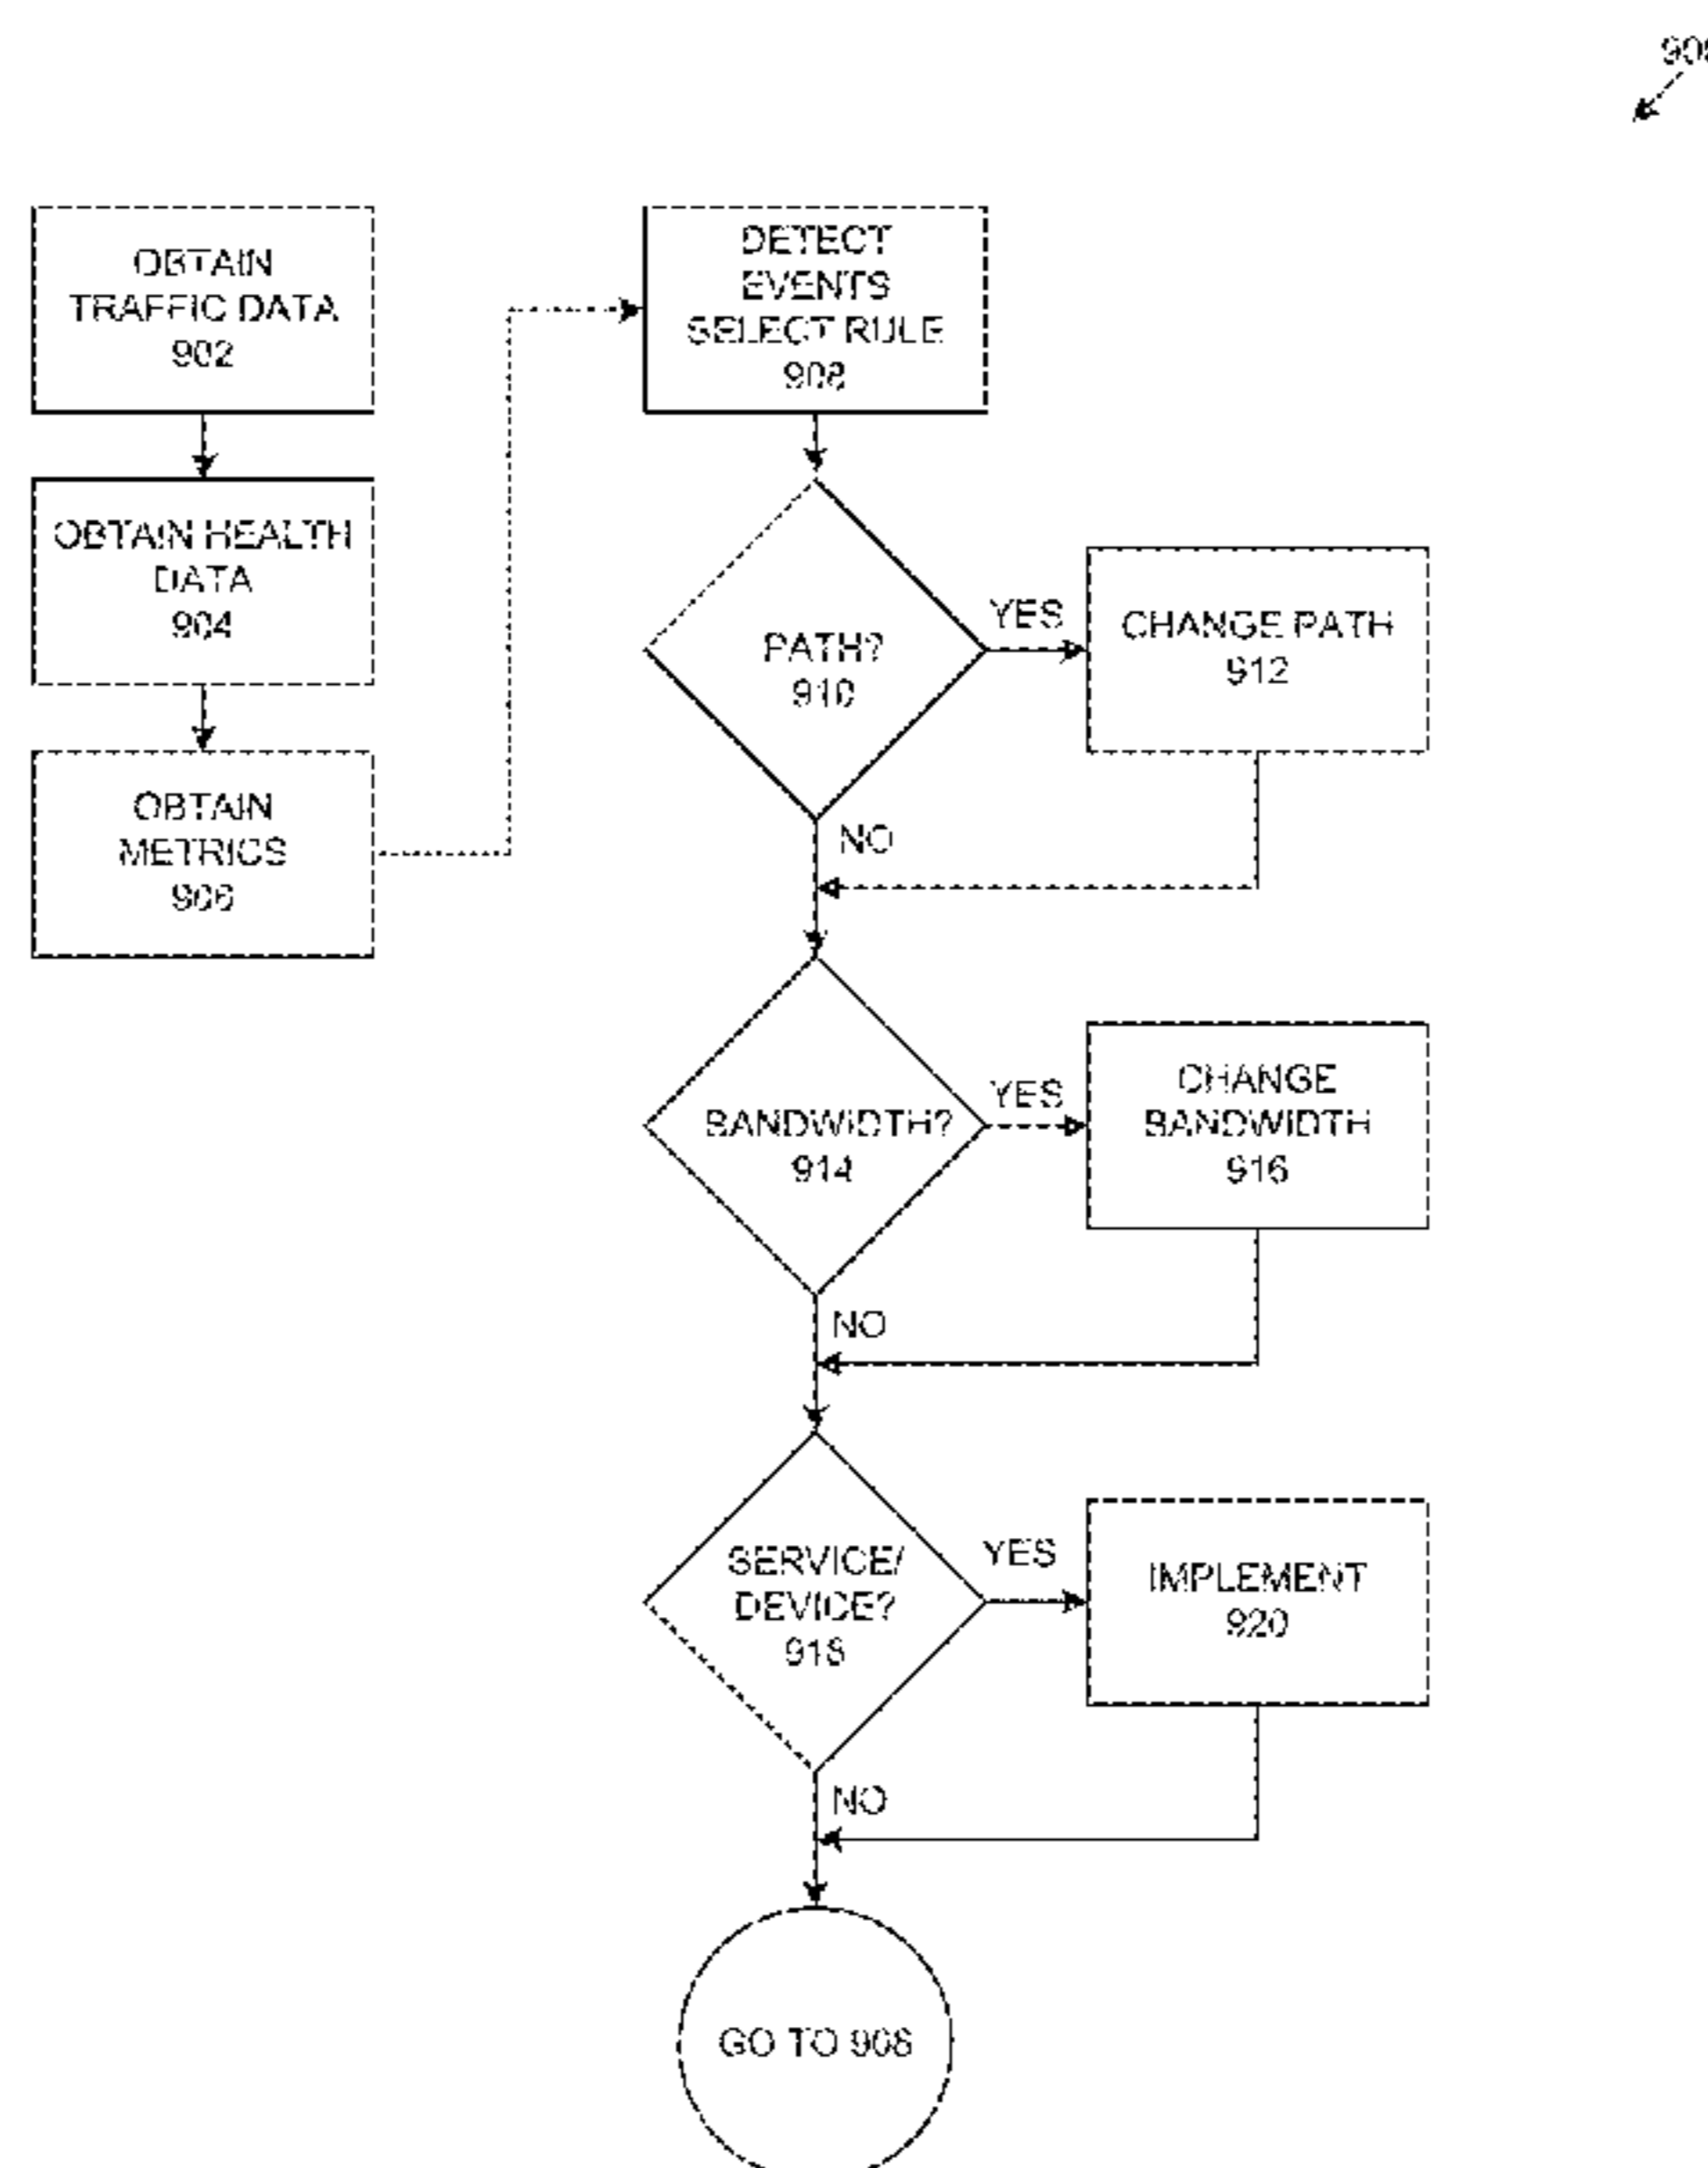 OBTAIN
TRAFFIC DATA
902
OBTAIN HEALTH
DATA
904
OBTAIN
METRICS
906
DETECT
EVENTS
SELECT RULE
908
PATH?
910
YES
CHANGE PATH
912
NO
BANDWIDTH?
914
YES
CHANGE
BANDWIDTH
916
NO
SERVICE/
DEVICE?
918
YES
IMPLEMENT
920
NO
GO TO 908